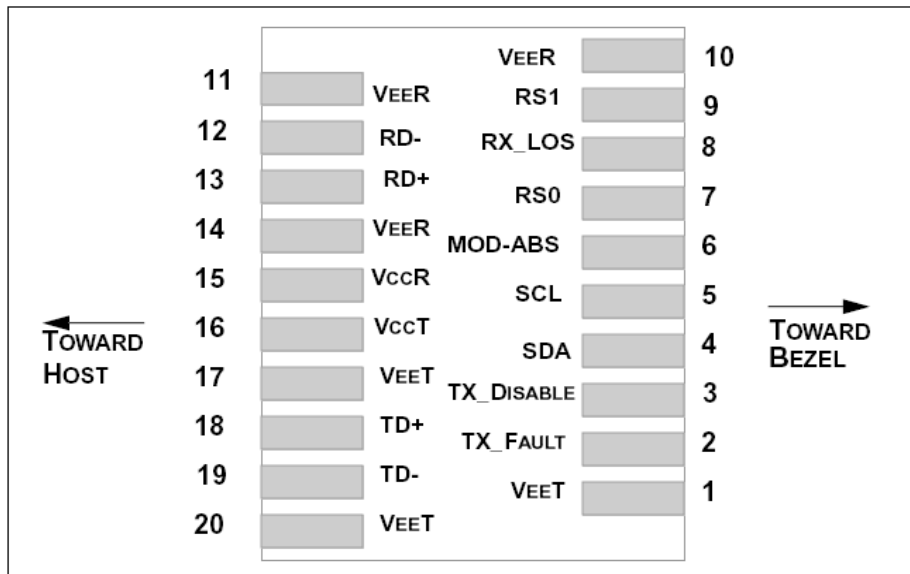 11 VEER
12 RD-
13 RD+
14 VEER
15 VCCR
16 VCCT
17 VEET
18 TD+
19 TD-
20 VEET
TOWARD
HOST
VEER 10
RS1 9
RX_LOS 8
RS0 7
MOD-ABS 6
SCL 5
SDA 4
TX_DISABLE 3
TX_FAULT 2
VEET 1
TOWARD
BEZEL